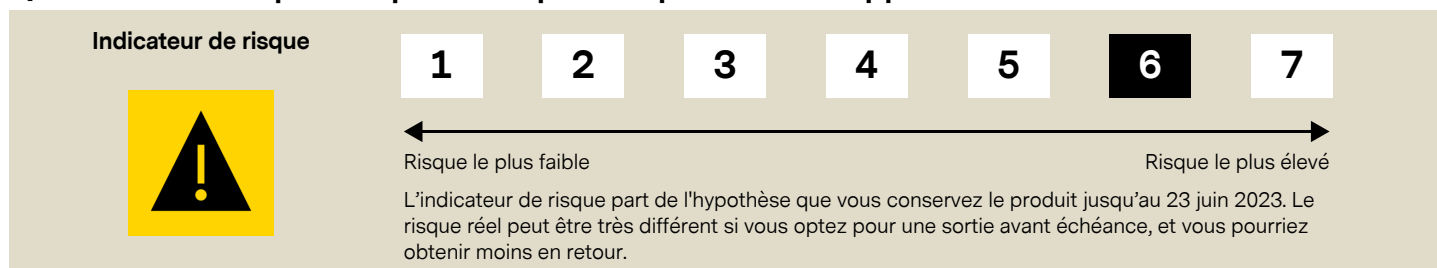 Indicateur de risque
1 2 3 4 5 6 7
Risque le plus faible
Risque le plus élevé
L'indicateur de risque part de l'hypothèse que vous conservez le produit jusqu'au 23 juin 2023. Le
risque réel peut être très différent si vous optez pour une sortie avant échéance, et vous pourriez
obtenir moins en retour.